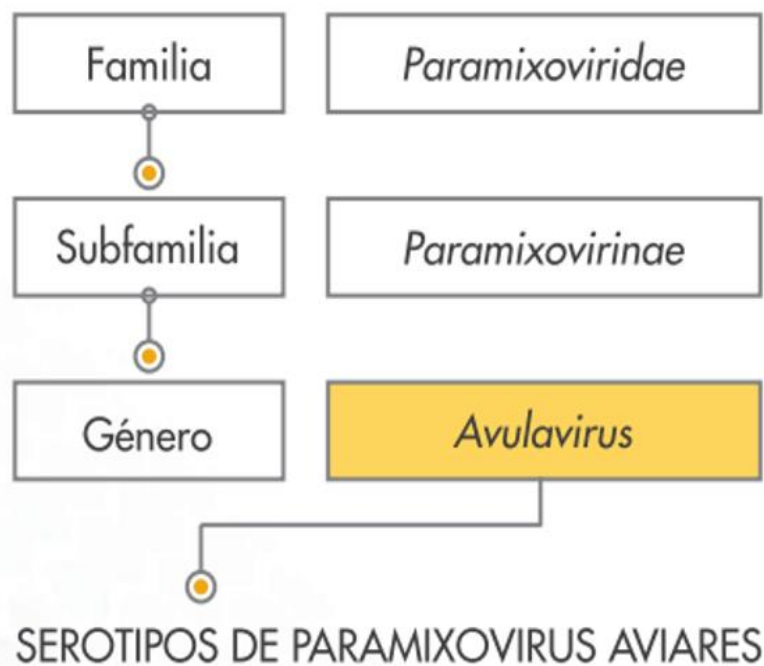 Familia Paramixoviridae
Subfamilia Paramixovirinae
Género Avulavirus
SEROTIPOS DE PARAMIXOVIRUS AVIARES